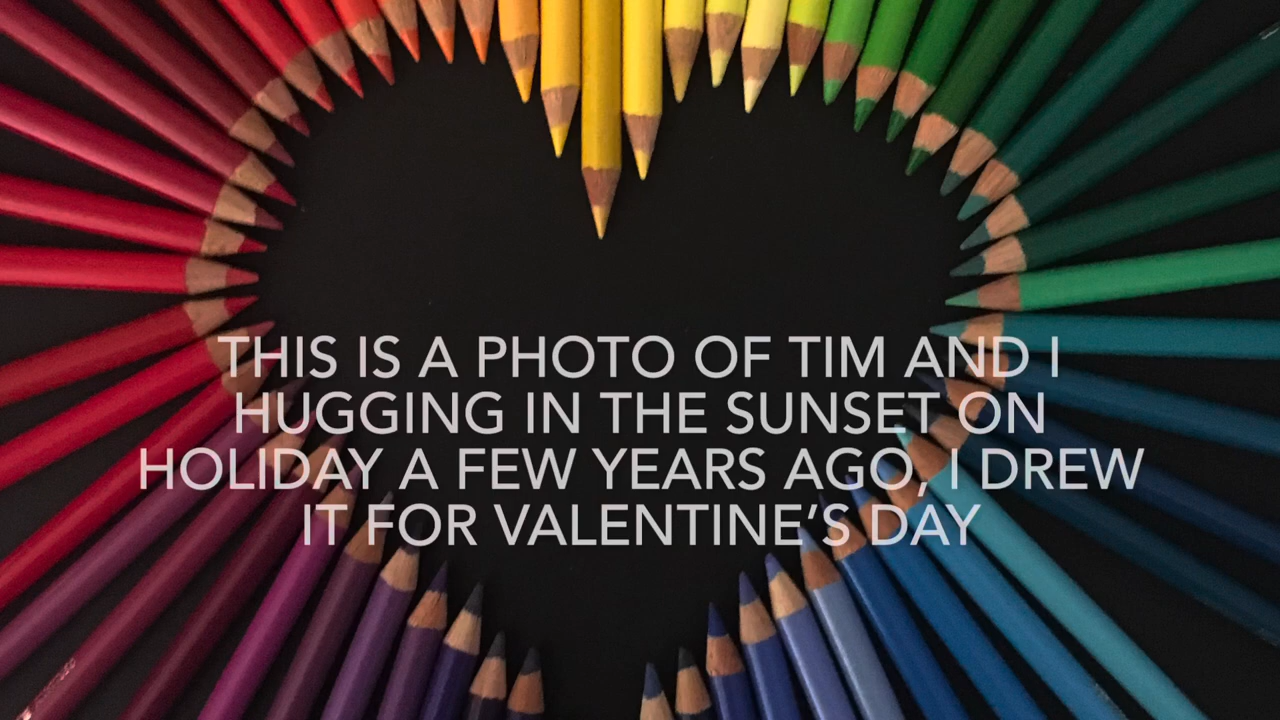 THIS IS A PHOTO OF TIM AND I
HUGGING IN THE SUNSET ON
HOLIDAY A FEW YEARS AGO, I DREW
IT FOR VALENTINE’S DAY